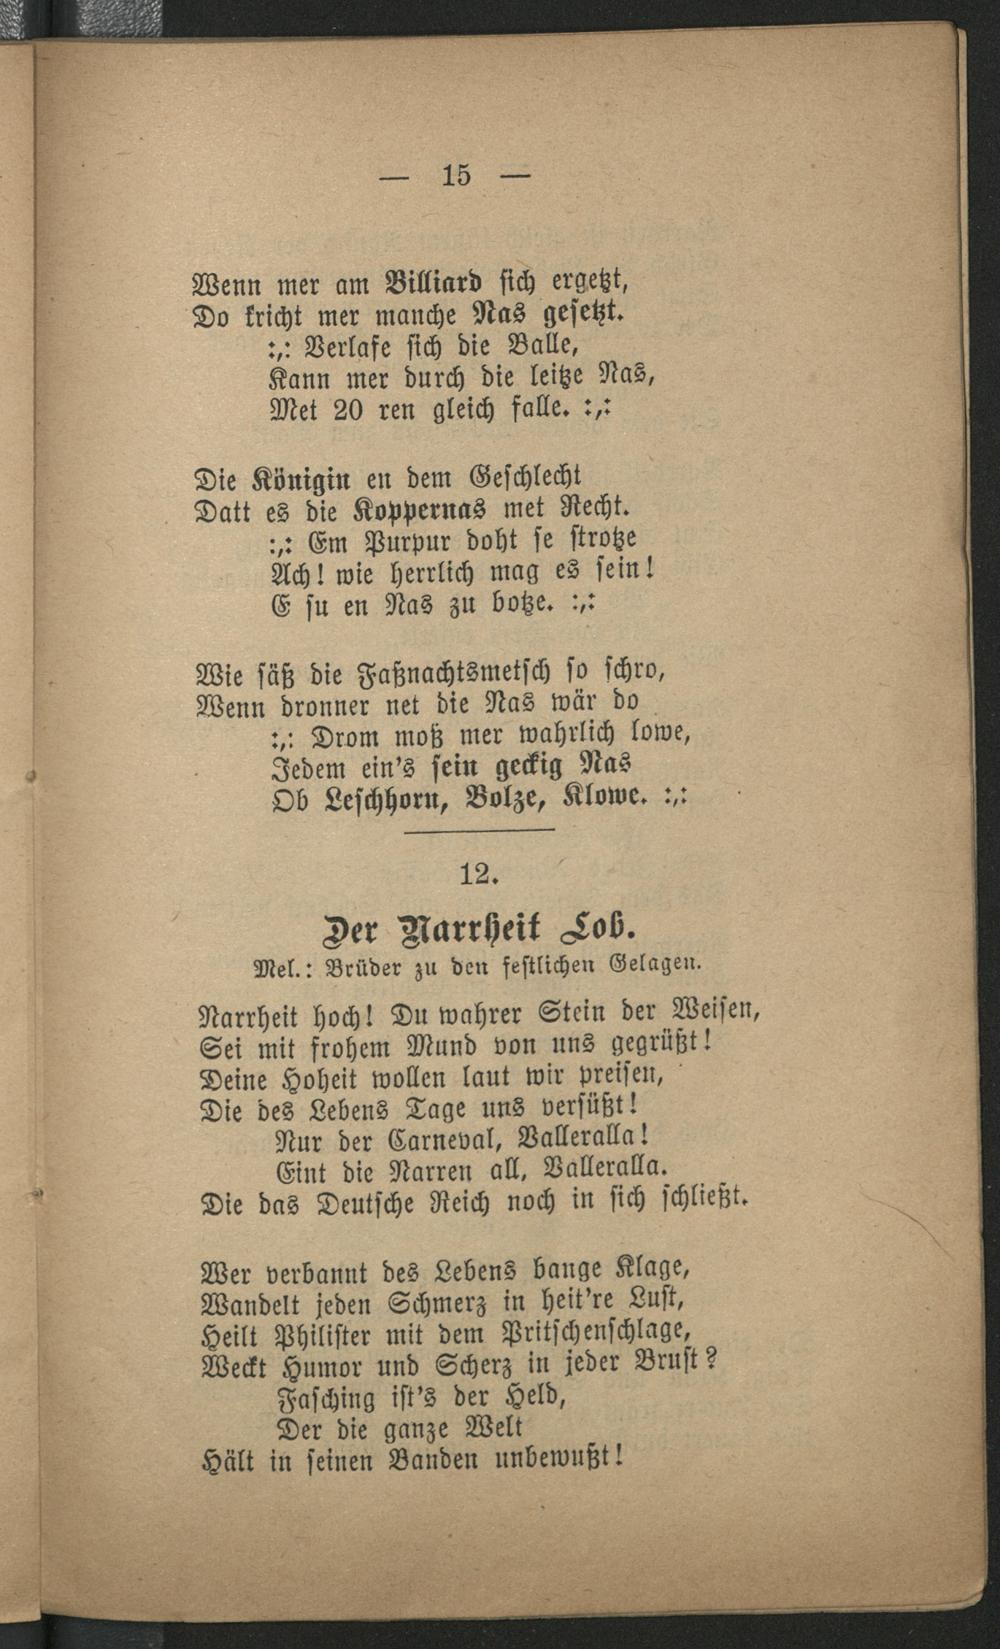 — 15 —
Wenn mer am Billiard sich ergetzt,
Do kricht mer manche Nas gesetzt.
:,: Verlafe sich die Balle,
Kann mer durch die leitze Nas,
Met 20 ren gleich falle. :,:
Die Königin en dem Geschlecht
Datt es die Koppernas met Recht.
:,: Em Purpur doht se strotze
Ach! wie herrlich mag es sein!
E su en Nas zu botze. :,:
Wie säß die Faßnachtsmetsch so schro,
Wenn dronner net die Nas wär do
:,: Drom moß mer wahrlich lowe,
Jedem ein's sein geckig Nas
Ob Leschhorn, Bolze, Klowe. :,:
12.
Der Narrheit Lob.
Mel.: Brüder zu den festlichen Gelagen.
Narrheit hoch! Du wahrer Stein der Weisen,
Sei mit frohem Mund von uns gegrüßt!
Deine Hoheit wollen laut wir preisen,
Die des Lebens Tage uns versüßt!
Nur der Carneval, Valleralla!
Eint die Narren all, Valleralla.
Die das Deutsche Reich noch in sich schließt.
Wer verbannt des Lebens bange Klage,
Wandelt jeden Schmerz in heit're Lust,
Heilt Philister mit dem Pritschenschlage,
Weckt Humor und Scherz in jeder Brust?
Fasching ist's der Held,
Der die ganze Welt
Hält in seinen Banden unbewußt!